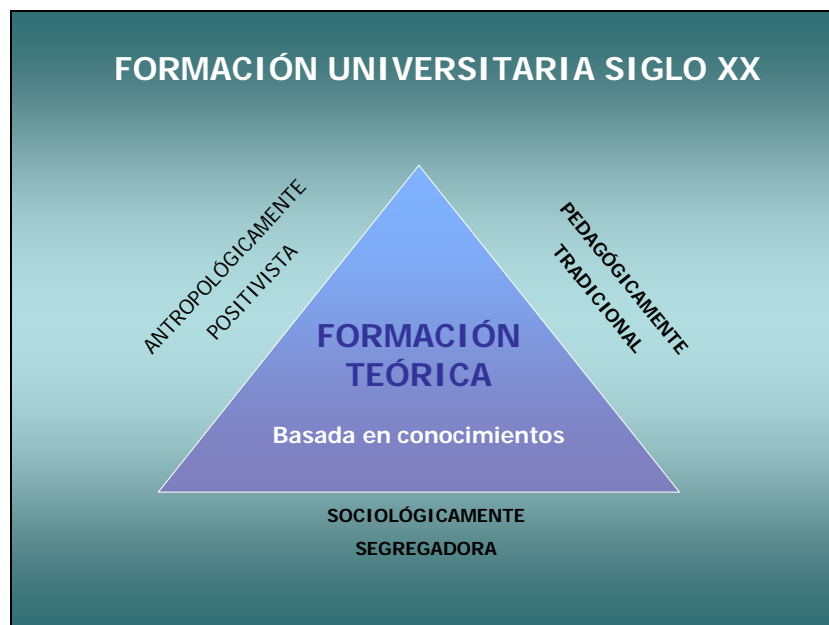 FORMACIÓN UNIVERSITARIA SIGLO XX
ANTROPOLÓGICAMENTE
POSITIVISTA
PEDAGÓGICAMENTE
TRADICIONAL
FORMACIÓN
TEÓRICA
Basada en conocimientos
SOCIOLÓGICAMENTE
SEGREGADORA